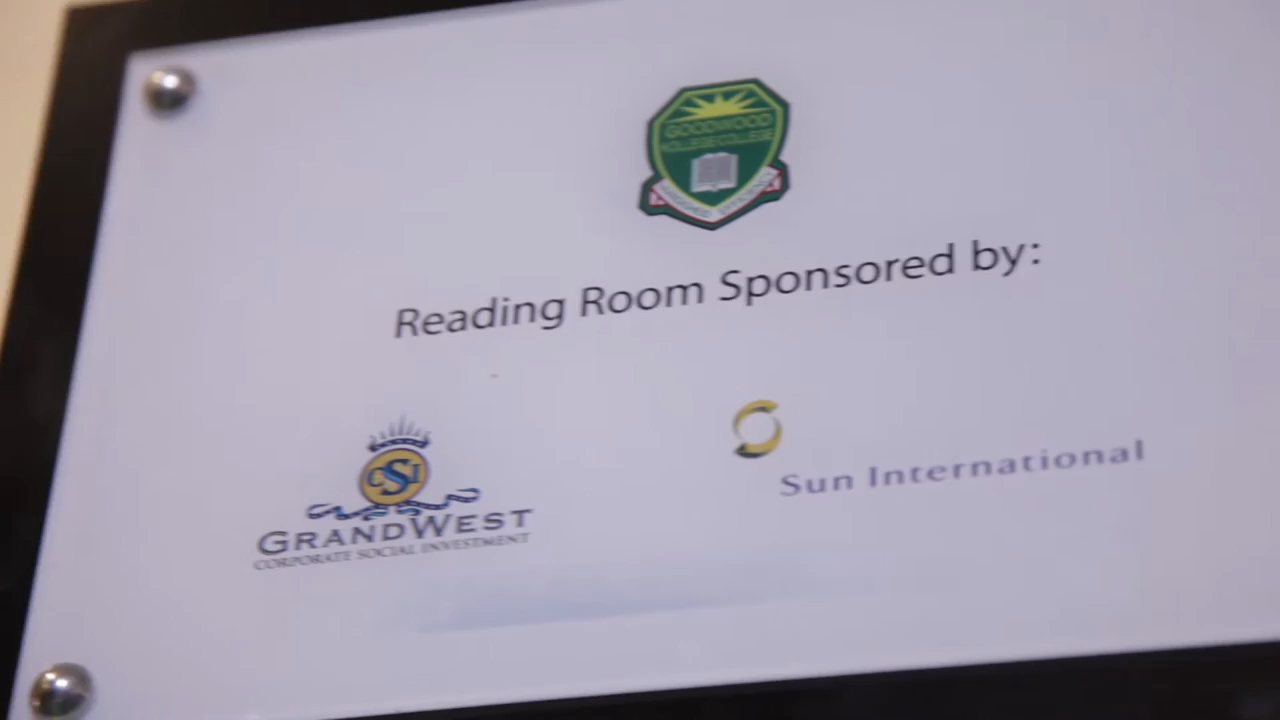 GOODWOOD
KOLLEGE COLLEGE
Reading Room Sponsored by:
CSI
GRANDWEST
CORPORATE SOCIAL INVESTMENT
Sun International